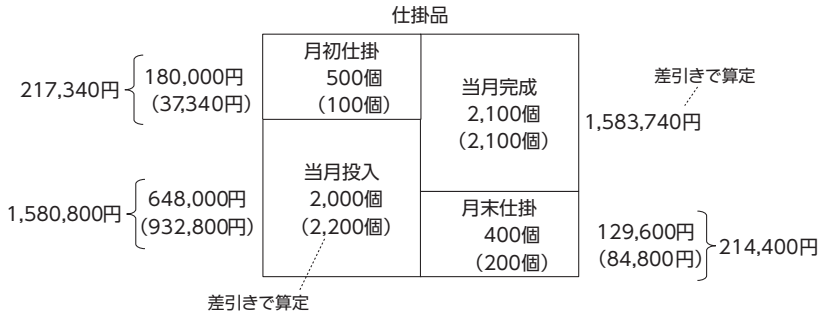 仕掛品
217,340円
180,000円
(37,340円)
月初仕掛
500個
(100個)
当月完成
2,100個
(2,100個)
差引きで算定
1,583,740円
1,580,800円
648,000円
(932,800円)
当月投入
2,000個
(2,200個)
月末仕掛
400個
(200個)
129,600円
(84,800円)
214,400円
差引きで算定